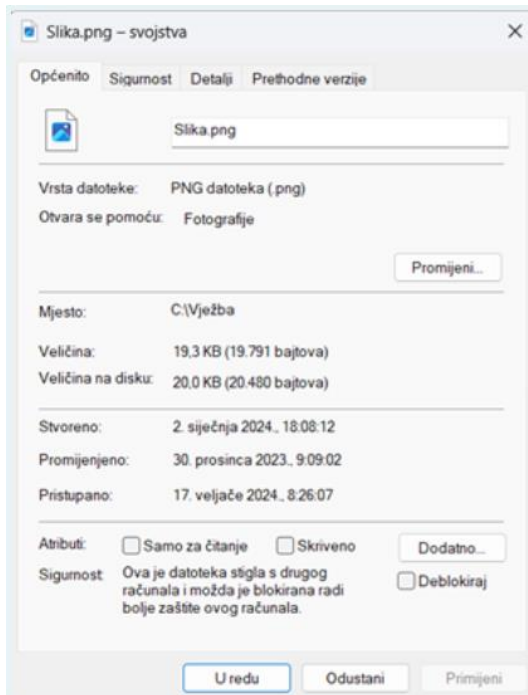 Slika.png – svojstva
Općenito Sigurnost Detalji Prethodne verzije
Slika.png
Vrsta datoteke: PNG datoteka (.png)
Otvara se pomoću: Fotografije
Promijeni...
Mjesto: C:\Vježba
Veličina: 19,3 KB (19.791 bajtova)
Veličina na disku: 20,0 KB (20.480 bajtova)
Stvoreno: 2. siječnja 2024., 18:08:12
Promijenjeno: 30. prosinca 2023., 9:09:02
Pristupano: 17. veljače 2024., 8:26:07
Atributi: Samo za čitanje Skriveno Dodatno...
Sigurnost Ova je datoteka stigla s drugog
računala i možda je blokirana radi
bolje zaštite ovog računala.
Deblokiraj
U redu Odustani Primijeni